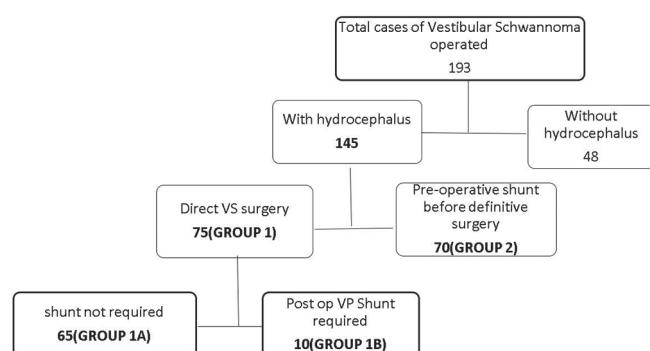 Total cases of Vestibular Schwannoma
operated
193
With hydrocephalus
145
Without
hydrocephalus
48
Direct VS surgery
75(GROUP 1)
Pre-operative shunt
before definitive
surgery
70(GROUP 2)
shunt not required
65(GROUP 1A)
Post op VP Shunt
required
10(GROUP 1B)